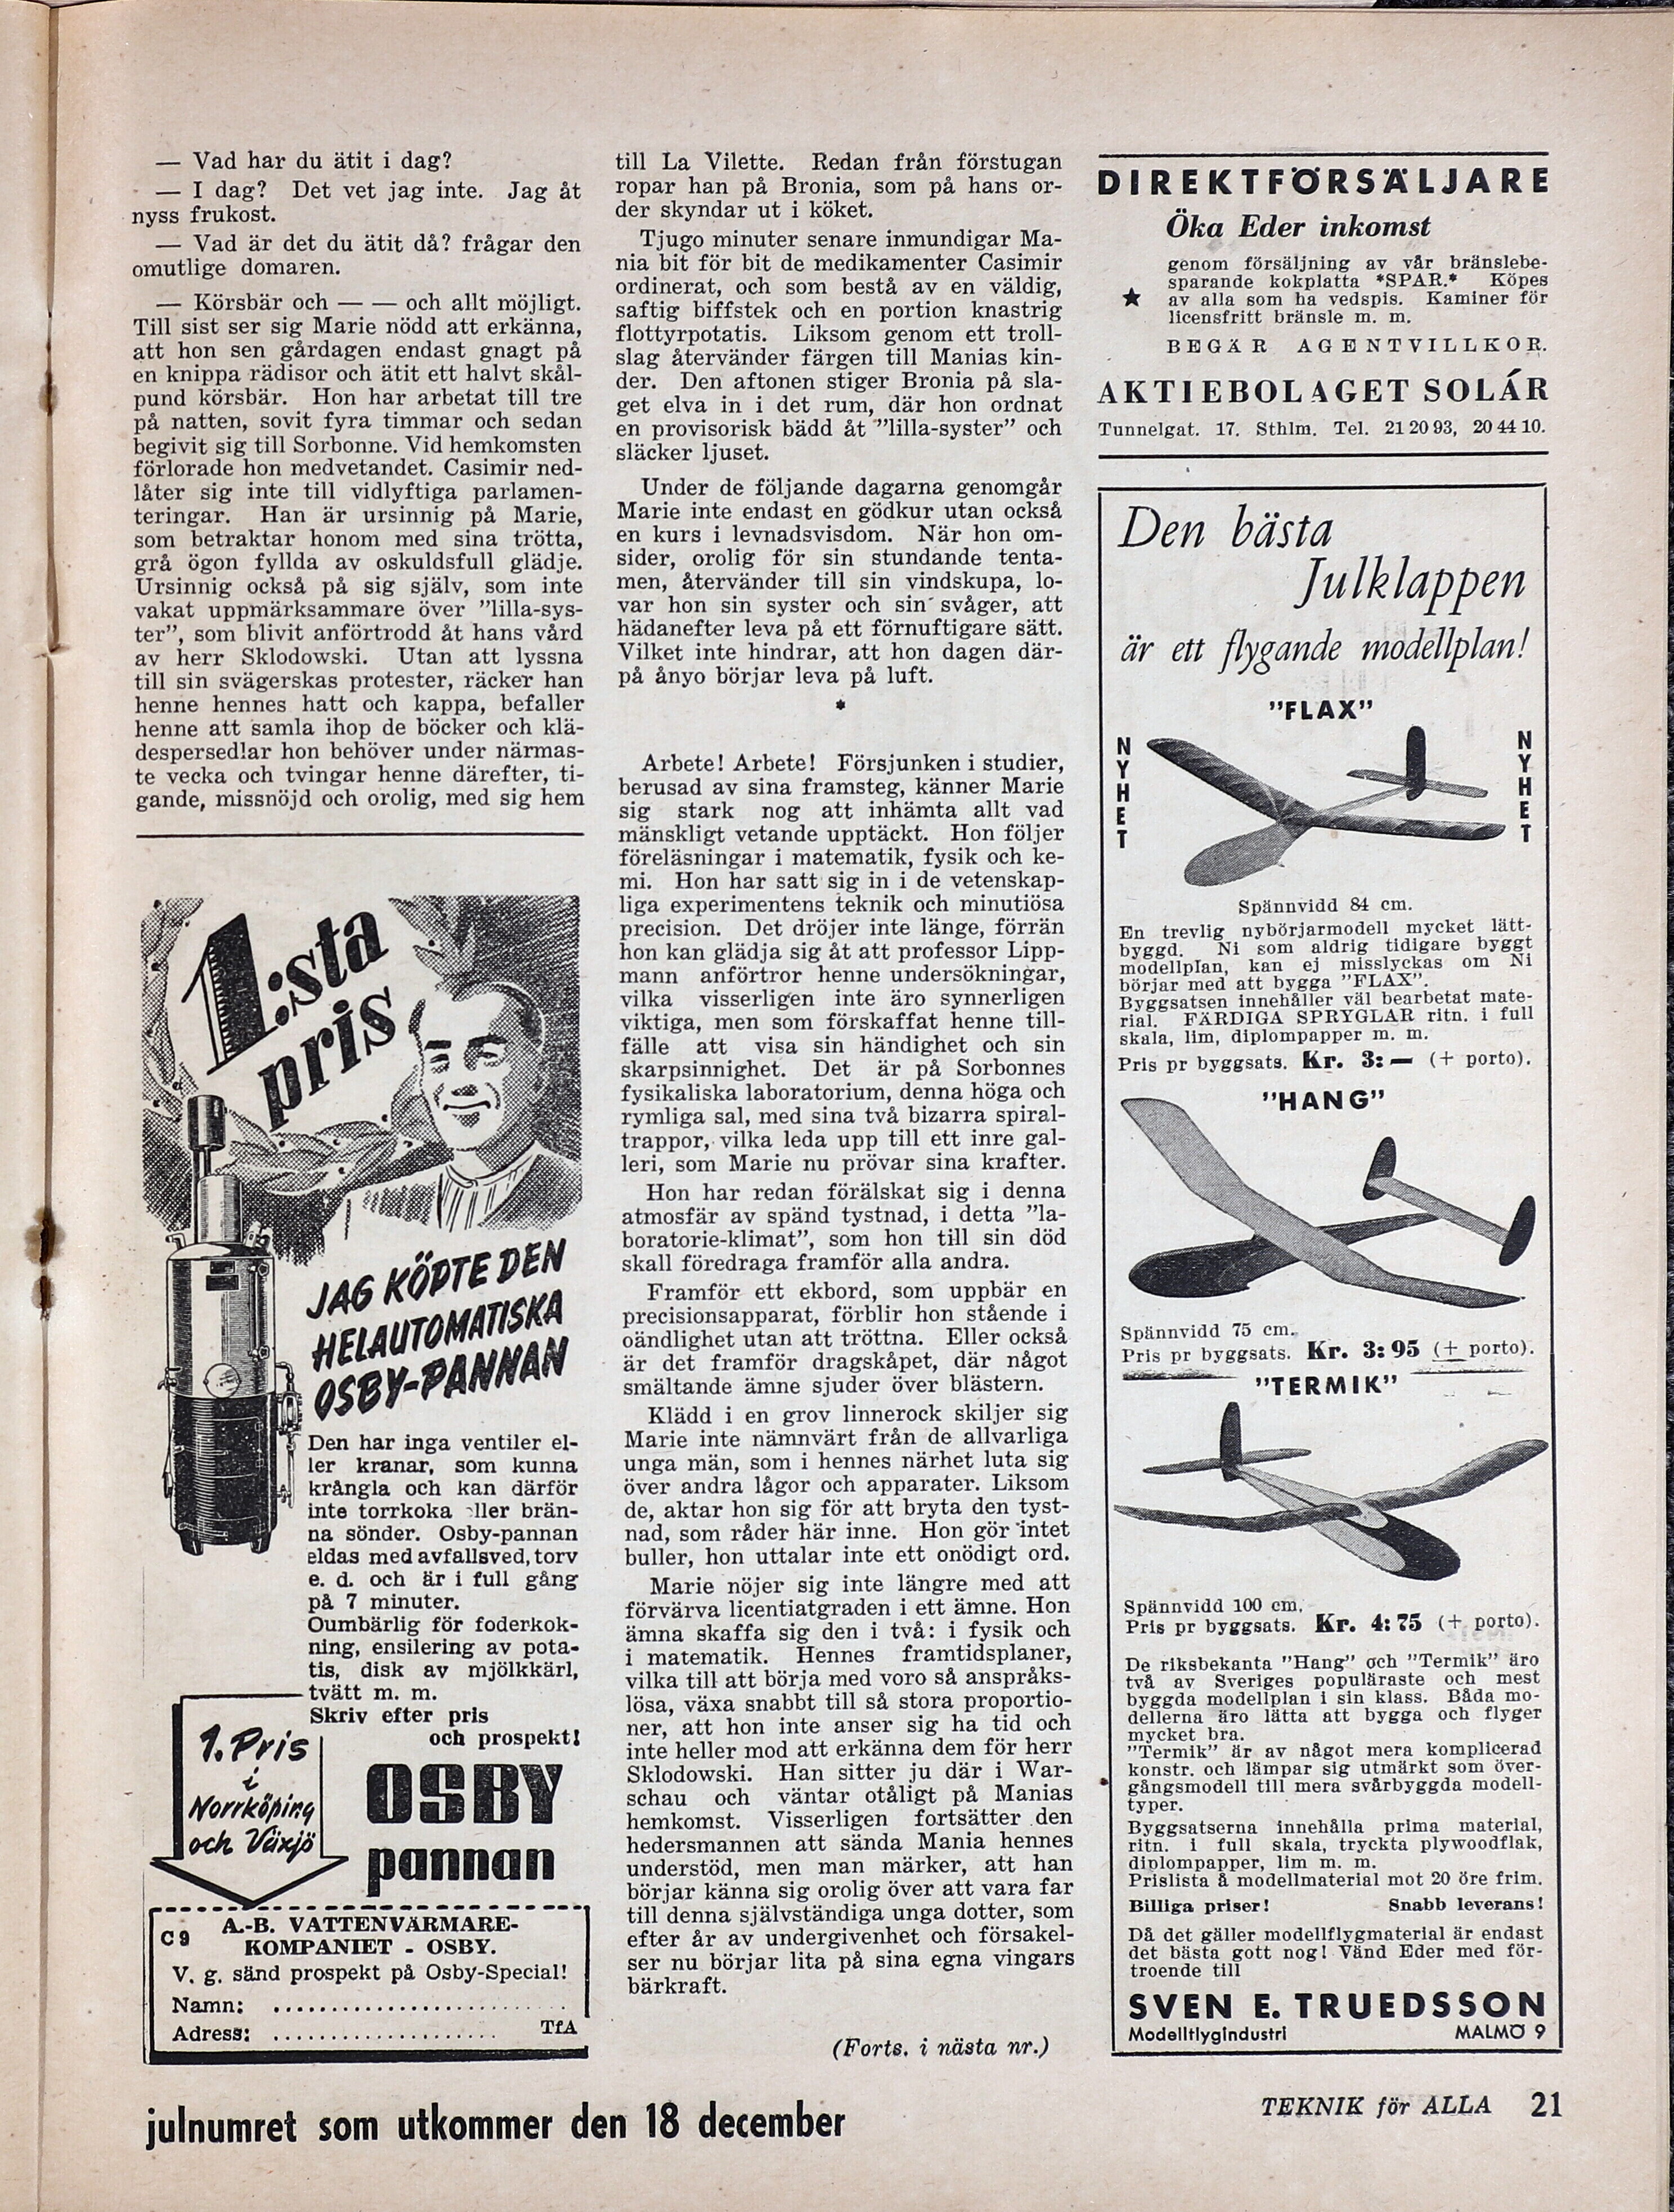 — Vad har du ätit i dag?
— I dag? Det vet jag inte. Jag åt
nyss frukost.
— Vad är det du ätit då? frågar den
omutlige domaren.
— Körsbär och — — och allt möjligt.
Till sist ser sig Marie nödd att erkänna,
att hon sen gårdagen endast gnagt på
en knippa rädisor och ätit ett halvt skål-
pund körsbär. Hon har arbetat till tre
på natten, sovit fyra timmar och sedan
begivit sig till Sorbonne. Vid hemkomsten
förlorade hon medvetandet. Casimir ned-
låter sig inte till vidlyftiga parlamen-
teringar. Han är ursinnig på Marie,
som betraktar honom med sina trötta,
grå ögon fyllda av oskuldsfull glädje.
Ursinnig också på sig själv, som inte
vakat uppmärksammare över ”lilla-sys-
ter”, som blivit anförtrodd åt hans vård
av herr Sklodowski. Utan att lyssna
till sin svägerskas protester, räcker han
henne hennes hatt och kappa, befaller
henne att samla ihop de böcker och klä-
despersedlar hon behöver under närmas-
te vecka och tvingar henne därefter, ti-
gande, missnöjd och orolig, med sig hem
1:sta
pris
JAG KÖPTE DEN
HELAUTOMATISKA
OSBY-PANNAN
Den har inga ventiler el-
ler kranar, som kunna
krångla och kan därför
inte torrkoka eller brän-
na sönder. Osby-pannan
eldas med avfallsved, torv
e. d. och är i full gång
på 7 minuter.
Oumbärlig för foderkok-
ning, ensilering av pota-
tis, disk av mjölkkärl,
tvätt m. m.
Skriv efter pris
och prospekt!
1. Pris
i
Norrköping
och Växjö
OSBY
pannan
C 9
A.-B. VATTENVÄRMARE-
KOMPANIET - OSBY.
V. g. sänd prospekt på Osby-Special!
Namn: ..........................
Adress: ....................
TfA
till La Vilette. Redan från förstugan
ropar han på Bronia, som på hans or-
der skyndar ut i köket.
Tjugo minuter senare inmundigar Ma-
nia bit för bit de medikamenter Casimir
ordinerat, och som bestå av en väldig,
saftig biffstek och en portion knastrig
flottyrpotatis. Liksom genom ett troll-
slag återvänder färgen till Manias kin-
der. Den aftonen stiger Bronia på sla-
get elva in i det rum, där hon ordnat
en provisorisk bädd åt ”lilla-syster” och
släcker ljuset.
Under de följande dagarna genomgår
Marie inte endast en gödkur utan också
en kurs i levnadsvisdom. När hon om-
sider, orolig för sin stundande tenta-
men, återvänder till sin vindskupa, lo-
var hon sin syster och sin svåger, att
hädanefter leva på ett förnuftigare sätt.
Vilket inte hindrar, att hon dagen där-
på ånyo börjar leva på luft.
*
Arbete! Arbete! Försjunken i studier,
berusad av sina framsteg, känner Marie
sig stark nog att inhämta allt vad
mänskligt vetande upptäckt. Hon följer
föreläsningar i matematik, fysik och ke-
mi. Hon har satt sig in i de vetenskap-
liga experimentens teknik och minutiösa
precision. Det dröjer inte länge, förrän
hon kan glädja sig åt att professor Lipp-
mann anförtror henne undersökningar,
vilka visserligen inte äro synnerligen
viktiga, men som förskaffat henne till-
fälle att visa sin händighet och sin
skarpsinnighet. Det är på Sorbonnes
fysikaliska laboratorium, denna höga och
rymliga sal, med sina två bizarra spiral-
trappor, vilka leda upp till ett inre gal-
leri, som Marie nu prövar sina krafter.
Hon har redan förälskat sig i denna
atmosfär av spänd tystnad, i detta ”la-
boratorie-klimat”, som hon till sin död
skall föredraga framför alla andra.
Framför ett ekbord, som uppbär en
precisionsapparat, förblir hon stående i
oändlighet utan att tröttna. Eller också
är det framför dragskåpet, där något
smältande ämne sjuder över blästern.
Klädd i en grov linnerock skiljer sig
Marie inte nämnvärt från de allvarliga
unga män, som i hennes närhet luta sig
över andra lågor och apparater. Liksom
de, aktar hon sig för att bryta den tyst-
nad, som råder här inne. Hon gör intet
buller, hon uttalar inte ett onödigt ord.
Marie nöjer sig inte längre med att
förvärva licentiatgraden i ett ämne. Hon
ämna skaffa sig den i två: i fysik och
i matematik. Hennes framtidsplaner,
vilka till att börja med voro så anspråks-
lösa, växa snabbt till så stora proportio-
ner, att hon inte anser sig ha tid och
inte heller mod att erkänna dem för herr
Sklodowski. Han sitter ju där i War-
schau och väntar otåligt på Manias
hemkomst. Visserligen fortsätter den
hedersmannen att sända Mania hennes
understöd, men man märker, att han
börjar känna sig orolig över att vara far
till denna självständiga unga dotter, som
efter år av undergivenhet och försakel-
ser nu börjar lita på sina egna vingars
bärkraft.
(Forts. i nästa nr.)
DIREKTFÖRSÄLJARE
Öka Eder inkomst
genom försäljning av vår bränslebe-
sparande kokplatta *SPAR.* Köpes
★ av alla som ha vedspis. Kaminer för
licensfritt bränsle m. m.
BEGÄR AGENTVILLKOR.
AKTIEBOLAGET SOLÁR
Tunnelgat. 17. Sthlm. Tel. 21 20 93, 20 44 10.
Den bästa
Julklappen
är ett flygande modellplan!
”FLAX”
NYHET
NYHET
Spännvidd 84 cm.
En trevlig nybörjarmodell mycket lätt-
byggd. Ni som aldrig tidigare byggt
modellplan, kan ej misslyckas om Ni
börjar med att bygga ”FLAX”.
Byggsatsen innehåller väl bearbetat mate-
rial. FÄRDIGA SPRYGLAR ritn. i full
skala, lim, diplompapper m. m.
Pris pr byggsats. Kr. 3: — (+ porto).
”HANG”
Spännvidd 75 cm.
Pris pr byggsats. Kr. 3: 95 (+ porto).
”TERMIK”
Spännvidd 100 cm.
Pris pr byggsats. Kr. 4: 75 (+ porto).
De riksbekanta ”Hang” och ”Termik” äro
två av Sveriges populäraste och mest
byggda modellplan i sin klass. Båda mo-
dellerna äro lätta att bygga och flyger
mycket bra.
”Termik” är av något mera komplicerad
konstr. och lämpar sig utmärkt som över-
gångsmodell till mera svårbyggda modell-
typer.
Byggsatserna innehålla prima material,
ritn. i full skala, tryckta plywoodflak,
diplompapper, lim m. m.
Prislista å modellmaterial mot 20 öre frim.
Billiga priser! Snabb leverans!
Då det gäller modellflygmaterial är endast
det bästa gott nog! Vänd Eder med för-
troende till
SVEN E. TRUEDSSON
Modellflygindustri MALMÖ 9
julnumret som utkommer den 18 december
TEKNIK för ALLA 21